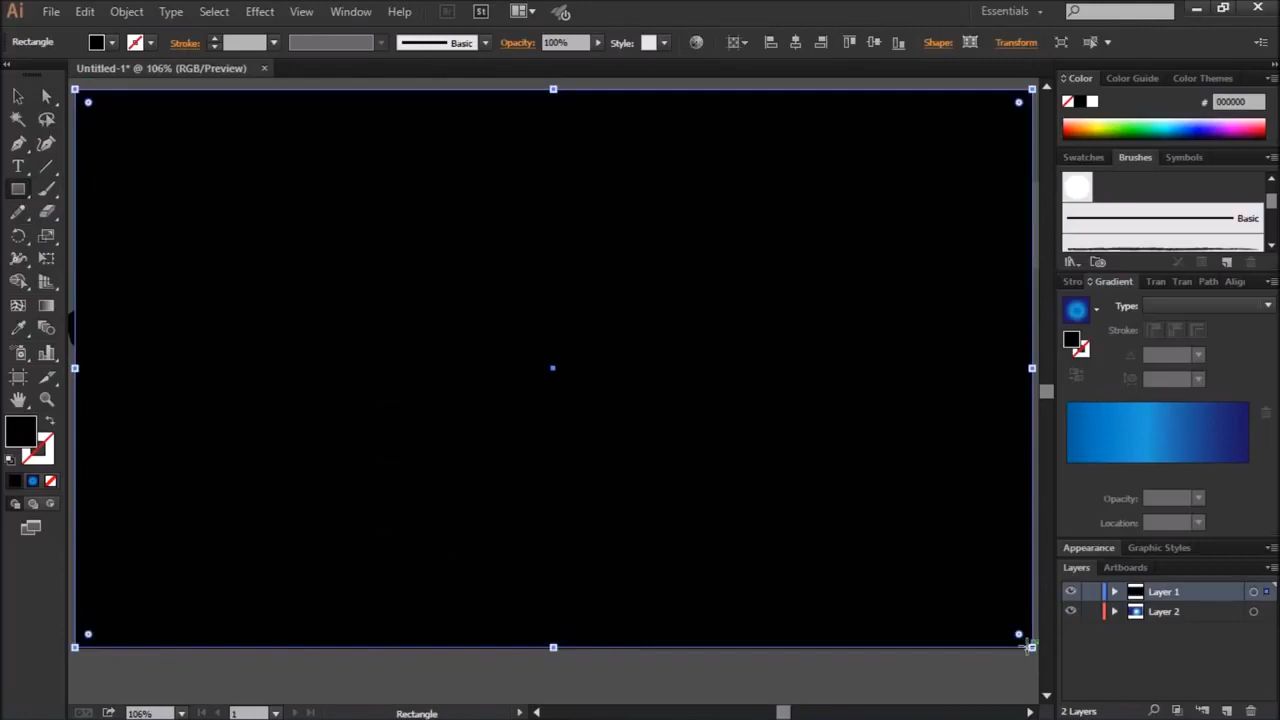 Ai File Edit Object Type Select Effect View Window Help Br St Essentials
Rectangle Stroke: Basic Opacity: 100% Style: Shape: Transform
Untitled-1* @ 106% (RGB/Preview) ×
Color Color Guide Color Themes
# 000000
Swatches Brushes Symbols
Basic
Stro Gradient Tran Tran Path Align
Type:
Stroke:
Opacity:
Location:
Appearance Graphic Styles
Layers Artboards
Layer 1
Layer 2
106% 1 Rectangle 2 Layers